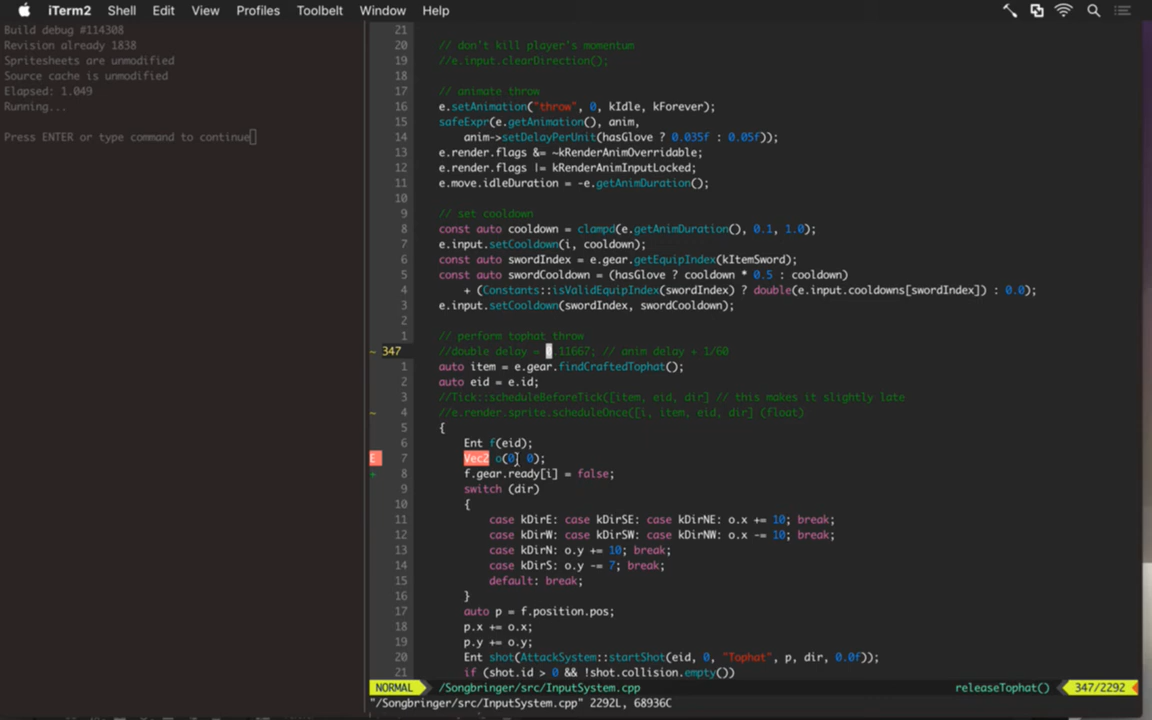 iTerm2 Shell Edit View Profiles Toolbelt Window Help
Build debug #114308
Revision already 1838
Spritesheets are unmodified
Source cache is unmodified
Elapsed: 1.049
Running...
Press ENTER or type command to continue
21
20 // don't kill player's momentum
19 //e.input.clearDirection();
18
17 // animate throw
16 e.setAnimation("throw", 0, kIdle, kForever);
15 safeExpr(e.getAnimation(), anim,
14 anim->setDelayPerUnit(hasGlove ? 0.035f : 0.05f));
13 e.render.flags &= ~kRenderAnimOverridable;
12 e.render.flags |= kRenderAnimInputLocked;
11 e.move.idleDuration = -e.getAnimDuration();
10
9 // set cooldown
8 const auto cooldown = clampd(e.getAnimDuration(), 0.1, 1.0);
7 e.input.setCooldown(i, cooldown);
6 const auto swordIndex = e.gear.getEquipIndex(kItemSword);
5 const auto swordCooldown = (hasGlove ? cooldown * 0.5 : cooldown)
4 + (Constants::isValidEquipIndex(swordIndex) ? double(e.input.cooldowns[swordIndex]) : 0.0);
3 e.input.setCooldown(swordIndex, swordCooldown);
2
1 // perform tophat throw
~ 347 //double delay = 0.11667; // anim delay + 1/60
1 auto item = e.gear.findCraftedTophat();
2 auto eid = e.id;
3 //Tick::scheduleBeforeTick([item, eid, dir] // this makes it slightly late
~ 4 //e.render.sprite.scheduleOnce([i, item, eid, dir] (float)
5 {
6 Ent f(eid);
E 7 Vec2 o(0, 0);
+ 8 f.gear.ready[i] = false;
9 switch (dir)
10 {
11 case kDirE: case kDirSE: case kDirNE: o.x += 10; break;
12 case kDirW: case kDirSW: case kDirNW: o.x -= 10; break;
13 case kDirN: o.y += 10; break;
14 case kDirS: o.y -= 7; break;
15 default: break;
16 }
17 auto p = f.position.pos;
18 p.x += o.x;
19 p.y += o.y;
20 Ent shot(AttackSystem::startShot(eid, 0, "Tophat", p, dir, 0.0f));
21 if (shot.id > 0 && !shot.collision.empty())
NORMAL /Songbringer/src/InputSystem.cpp releaseTophat() 347/2292
"/Songbringer/src/InputSystem.cpp" 2292L, 68936C